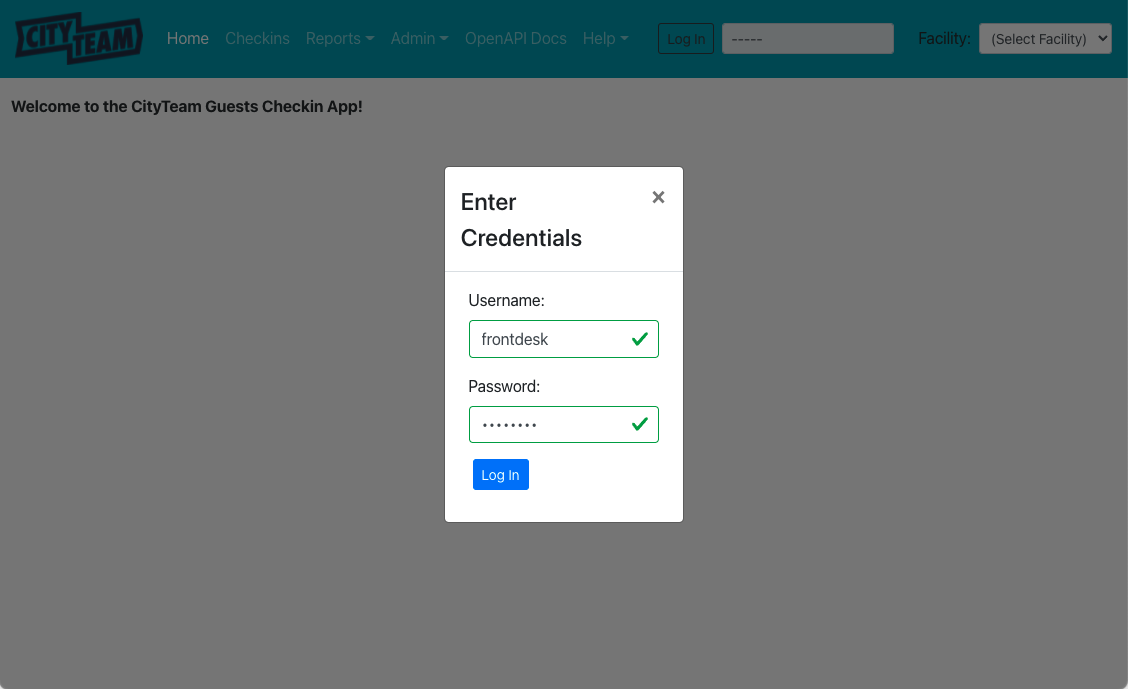 CITY TEAM
Home Checkins Reports Admin OpenAPI Docs Help Log In ----- Facility: (Select Facility)
Welcome to the CityTeam Guests Checkin App!
Enter
Credentials
×
Username:
frontdesk
Password:
••••••••
Log In